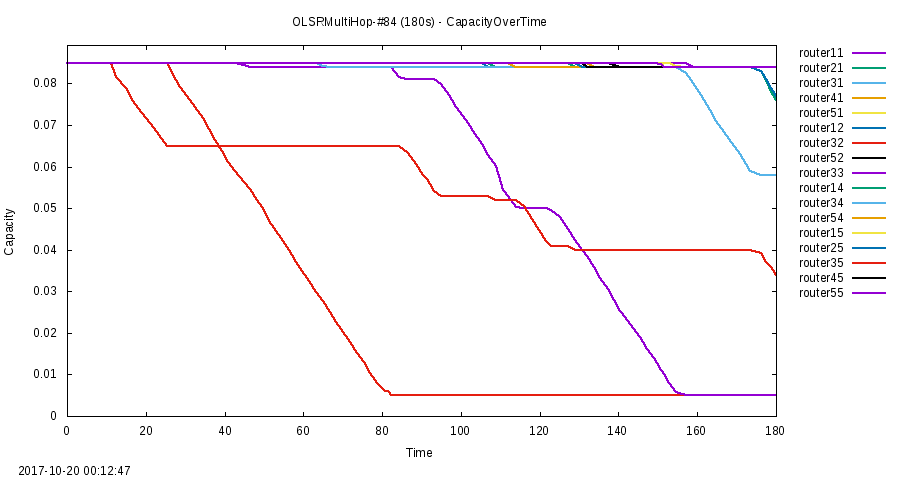 OLSRMultiHop-#84 (180s) - CapacityOverTime
router11
router21
router31
router41
router51
router12
router32
router52
router33
router14
router34
router54
router15
router25
router35
router45
router55
0.08
0.07
0.06
0.05
0.04
0.03
0.02
0.01
0
Capacity
0 20 40 60 80 100 120 140 160 180
Time
2017-10-20 00:12:47